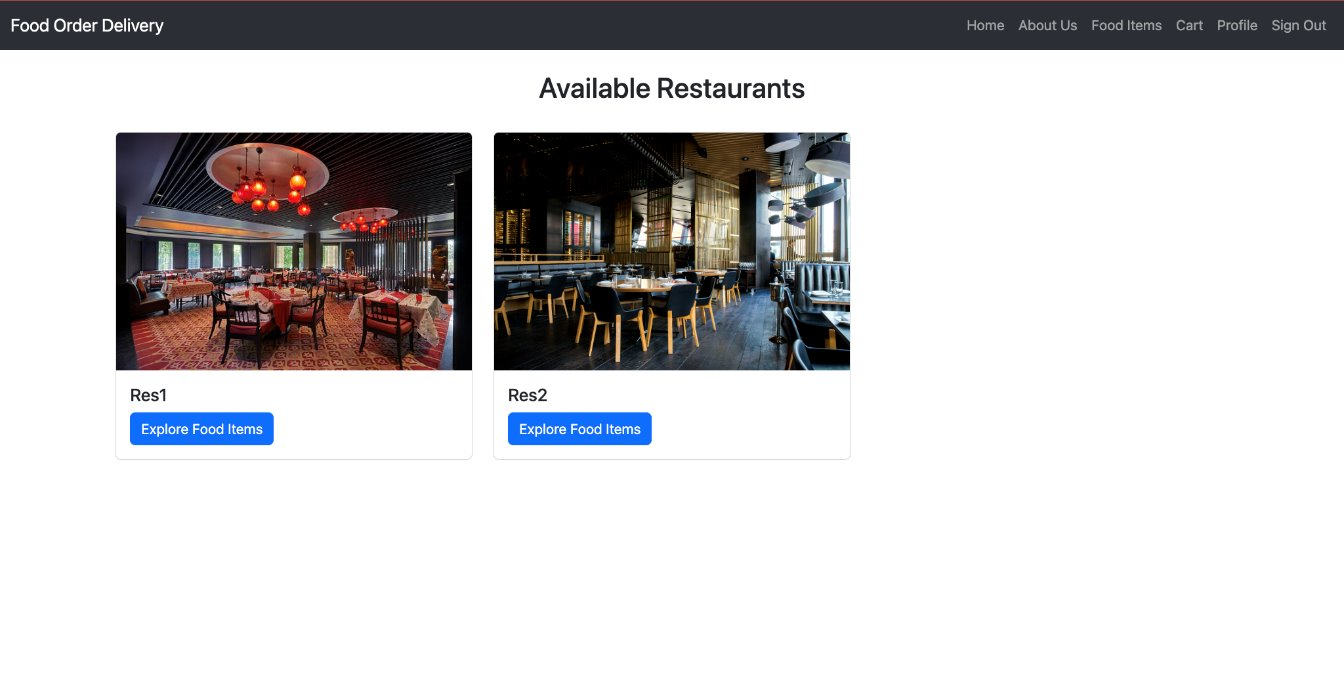 Food Order Delivery
Home About Us Food Items Cart Profile Sign Out
Available Restaurants
Res1
Explore Food Items
Res2
Explore Food Items